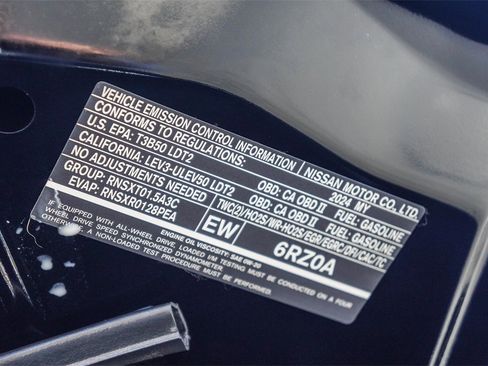 VEHICLE EMISSION CONTROL INFORMATION NISSAN MOTOR CO, LTD.
CONFORMS TO REGULATIONS: 2024 MY
U.S. EPA: T3B50 LDT2 OBD: CA OBD II FUEL: GASOLINE
CALIFORNIA: LEV3-ULEV50 LDT2 OBD: CA OBD II FUEL: GASOLINE
NO ADJUSTMENTS NEEDED TWC(2)/HO2S/WR-HO2S/EGR/EGRC/DFI/CAC/TC
GROUP: RNSXT01.5A3C
EVAP: RNSXR0128PEA EW 6RZ0A
ENGINE OIL VISCOSITY: SAE 0W-20
IF EQUIPPED WITH ALL-WHEEL DRIVE, LOADED I/M TESTING MUST BE CONDUCTED ON A FOUR
WHEEL DRIVE SPEED SYNCHRONIZED DYNAMOMETER.
A NON-LOADED TEST PROCEDURE MUST BE PERFORMED.